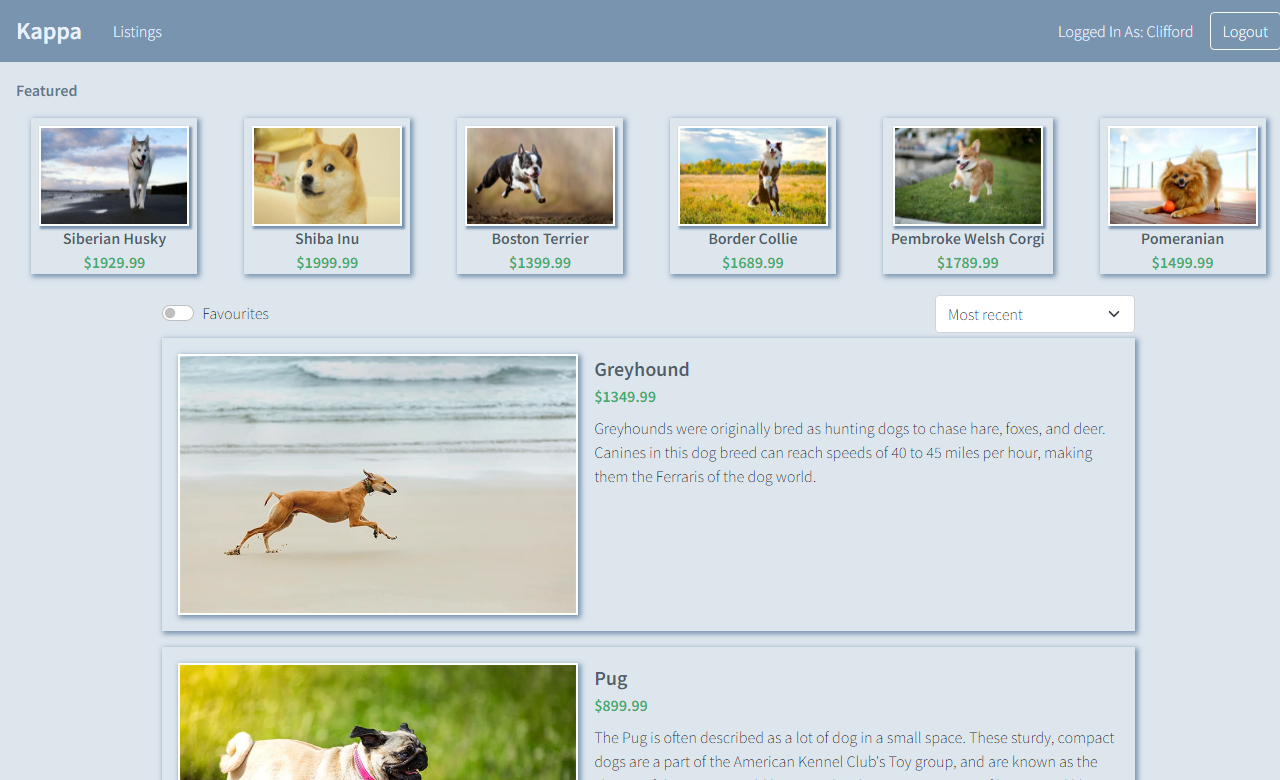 Kappa
Listings
Logged In As: Clifford
Logout
Featured
Siberian Husky
$1929.99
Shiba Inu
$1999.99
Boston Terrier
$1399.99
Border Collie
$1689.99
Pembroke Welsh Corgi
$1789.99
Pomeranian
$1499.99
Favourites
Most recent
Greyhound
$1349.99
Greyhounds were originally bred as hunting dogs to chase hare, foxes, and deer.
Canines in this dog breed can reach speeds of 40 to 45 miles per hour, making
them the Ferraris of the dog world.
Pug
$899.99
The Pug is often described as a lot of dog in a small space. These sturdy, compact
dogs are a part of the American Kennel Club's Toy group, and are known as the